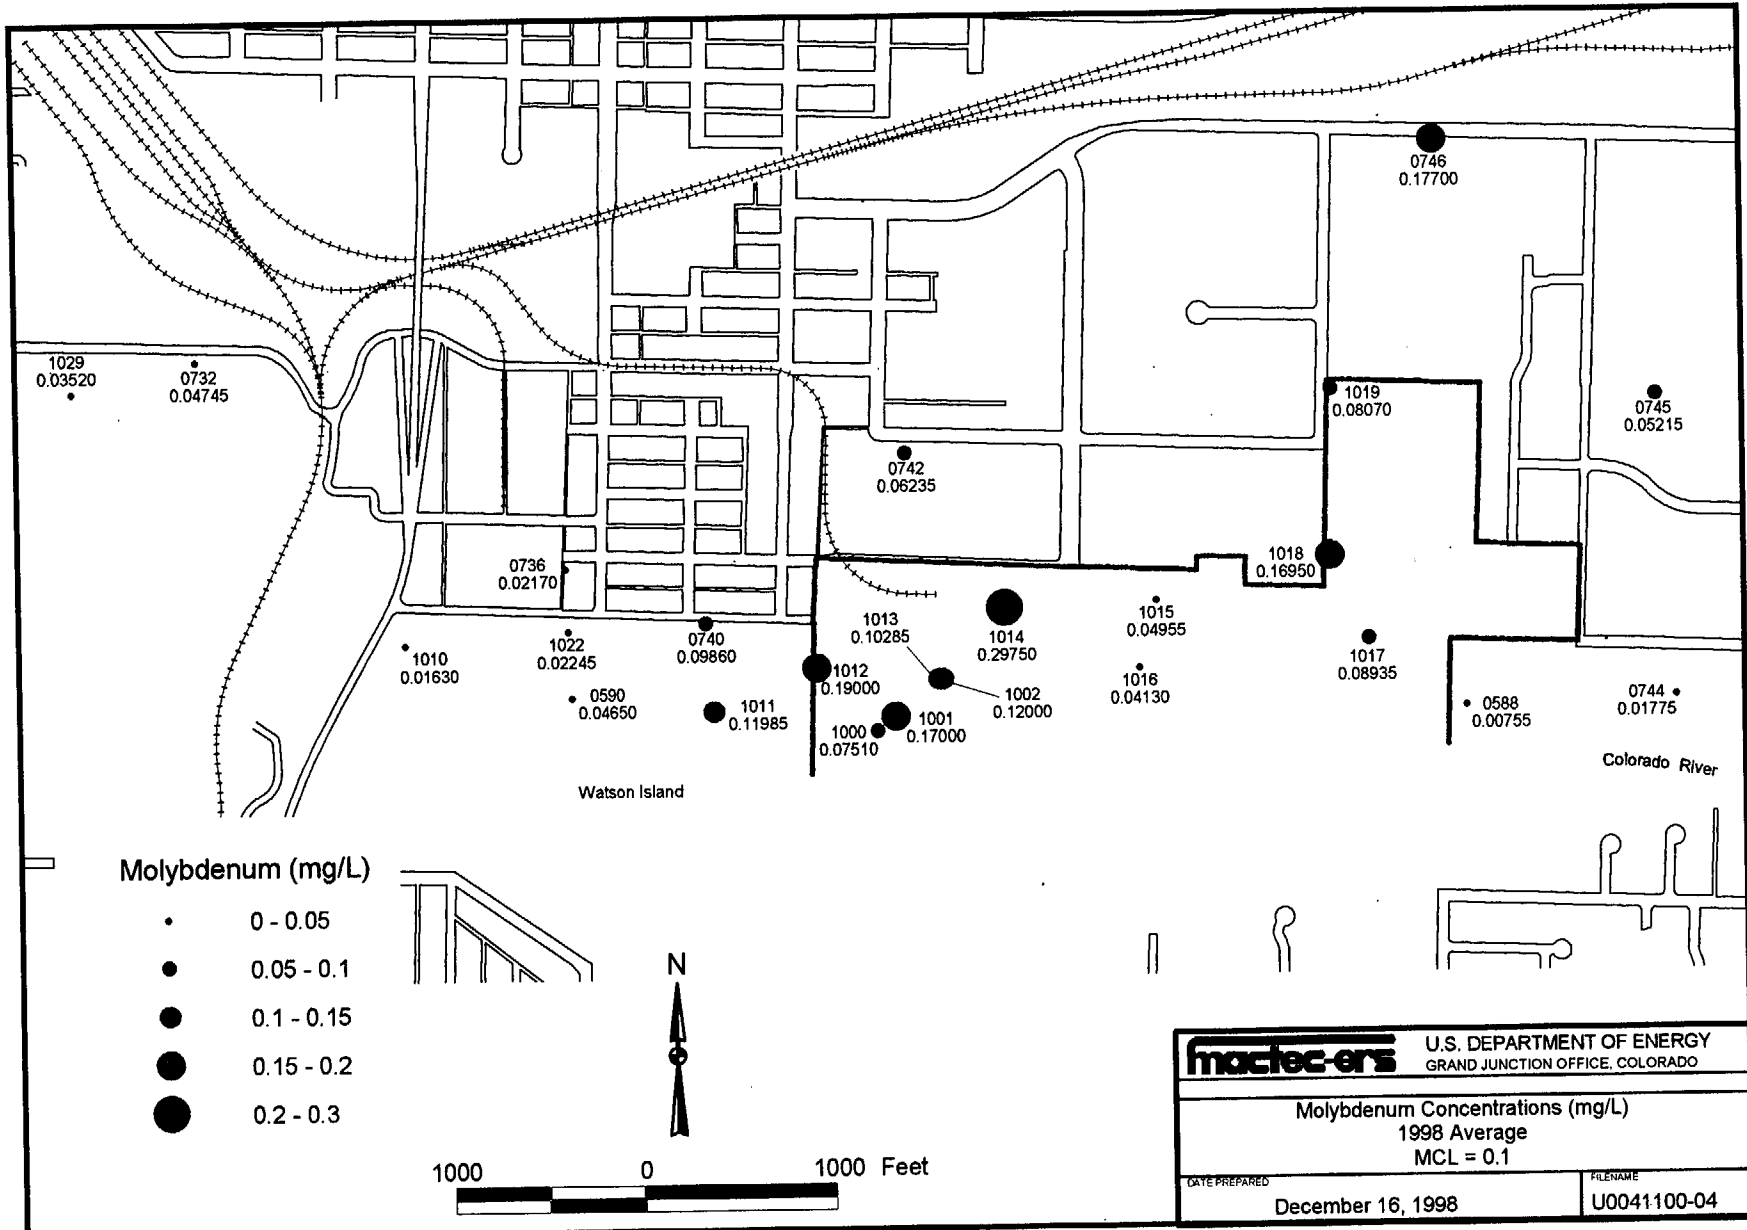 0746
0.17700
1029
0.03520
0732
0.04745
1019
0.08070
0745
0.05215
0742
0.06235
1018
0.16950
0736
0.02170
1013
0.10285
1014
0.29750
1015
0.04955
1010
0.01630
1022
0.02245
0740
0.09860
1012
0.19000
1017
0.08935
1016
0.04130
0590
0.04650
1011
0.11985
1002
0.12000
1000
0.07510
1001
0.17000
0588
0.00755
0744
0.01775
Colorado River
Watson Island
Molybdenum (mg/L)
0 - 0.05
0.05 - 0.1
0.1 - 0.15
0.15 - 0.2
0.2 - 0.3
N
1000 0 1000 Feet
mactec-ers
U.S. DEPARTMENT OF ENERGY
GRAND JUNCTION OFFICE, COLORADO
Molybdenum Concentrations (mg/L)
1998 Average
MCL = 0.1
DATE PREPARED
December 16, 1998
FILENAME
U0041100-04